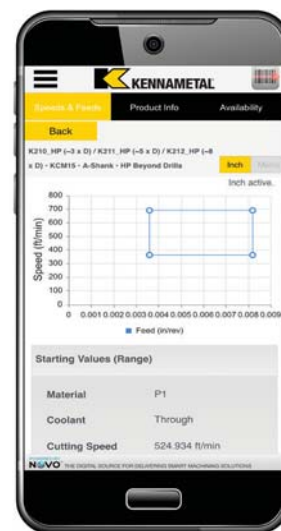 KENNAMETAL
Speeds & Feeds Product Info Availability
Back
K210_HP (~3 x D) / K211_HP (~5 x D) / K212_HP (~8
x D) - KCM15 - A-Shank - HP Beyond Drills
Inch Metric
Inch active.
Speed (ft/min)
800
700
600
500
400
300
200
100
0
0 0.001 0.002 0.003 0.004 0.005 0.006 0.007 0.008 0.009
Feed (in/rev)
Starting Values (Range)
Material P1
Coolant Through
Cutting Speed 524.934 ft/min
NOVO THE DIGITAL SOURCE FOR DELIVERING SMART MACHINING SOLUTIONS